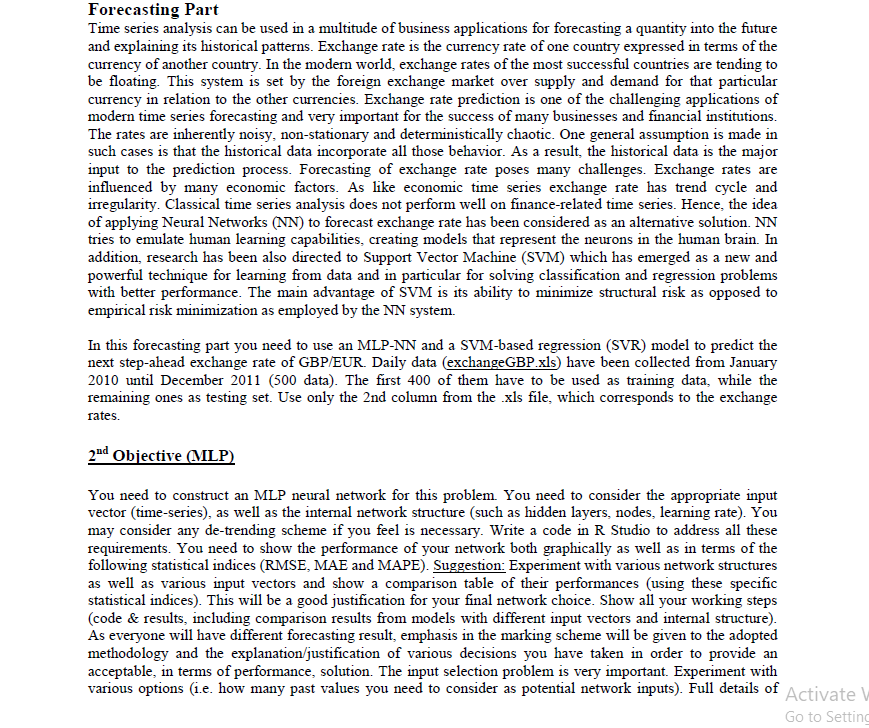 Forecasting Part
Time series analysis can be used in a multitude of business applications for forecasting a quantity into the future
and explaining its historical patterns. Exchange rate is the currency rate of one country expressed in terms of the
currency of another country. In the modern world, exchange rates of the most successful countries are tending to
be floating. This system is set by the foreign exchange market over supply and demand for that particular
currency in relation to the other currencies. Exchange rate prediction is one of the challenging applications of
modern time series forecasting and very important for the success of many businesses and financial institutions.
The rates are inherently noisy, non-stationary and deterministically chaotic. One general assumption is made in
such cases is that the historical data incorporate all those behavior. As a result, the historical data is the major
input to the prediction process. Forecasting of exchange rate poses many challenges. Exchange rates are
influenced by many economic factors. As like economic time series exchange rate has trend cycle and
irregularity. Classical time series analysis does not perform well on finance-related time series. Hence, the idea
of applying Neural Networks (NN) to forecast exchange rate has been considered as an alternative solution. NN
tries to emulate human learning capabilities, creating models that represent the neurons in the human brain. In
addition, research has been also directed to Support Vector Machine (SVM) which has emerged as a new and
powerful technique for learning from data and in particular for solving classification and regression problems
with better performance. The main advantage of SVM is its ability to minimize structural risk as opposed to
empirical risk minimization as employed by the NN system.
In this forecasting part you need to use an MLP-NN and a SVM-based regression (SVR) model to predict the
next step-ahead exchange rate of GBP/EUR. Daily data (exchangeGBP.xls) have been collected from January
2010 until December 2011 (500 data). The first 400 of them have to be used as training data, while the
remaining ones as testing set. Use only the 2nd column from the .xls file, which corresponds to the exchange
rates.
2nd Objective (MLP)
You need to construct an MLP neural network for this problem. You need to consider the appropriate input
vector (time-series), as well as the internal network structure (such as hidden layers, nodes, learning rate). You
may consider any de-trending scheme if you feel is necessary. Write a code in R Studio to address all these
requirements. You need to show the performance of your network both graphically as well as in terms of the
following statistical indices (RMSE, MAE and MAPE). Suggestion: Experiment with various network structures
as well as various input vectors and show a comparison table of their performances (using these specific
statistical indices). This will be a good justification for your final network choice. Show all your working steps
(code & results, including comparison results from models with different input vectors and internal structure).
As everyone will have different forecasting result, emphasis in the marking scheme will be given to the adopted
methodology and the explanation/justification of various decisions you have taken in order to provide an
acceptable, in terms of performance, solution. The input selection problem is very important. Experiment with
various options (i.e. how many past values you need to consider as potential network inputs). Full details of
Activate
Go to Setting